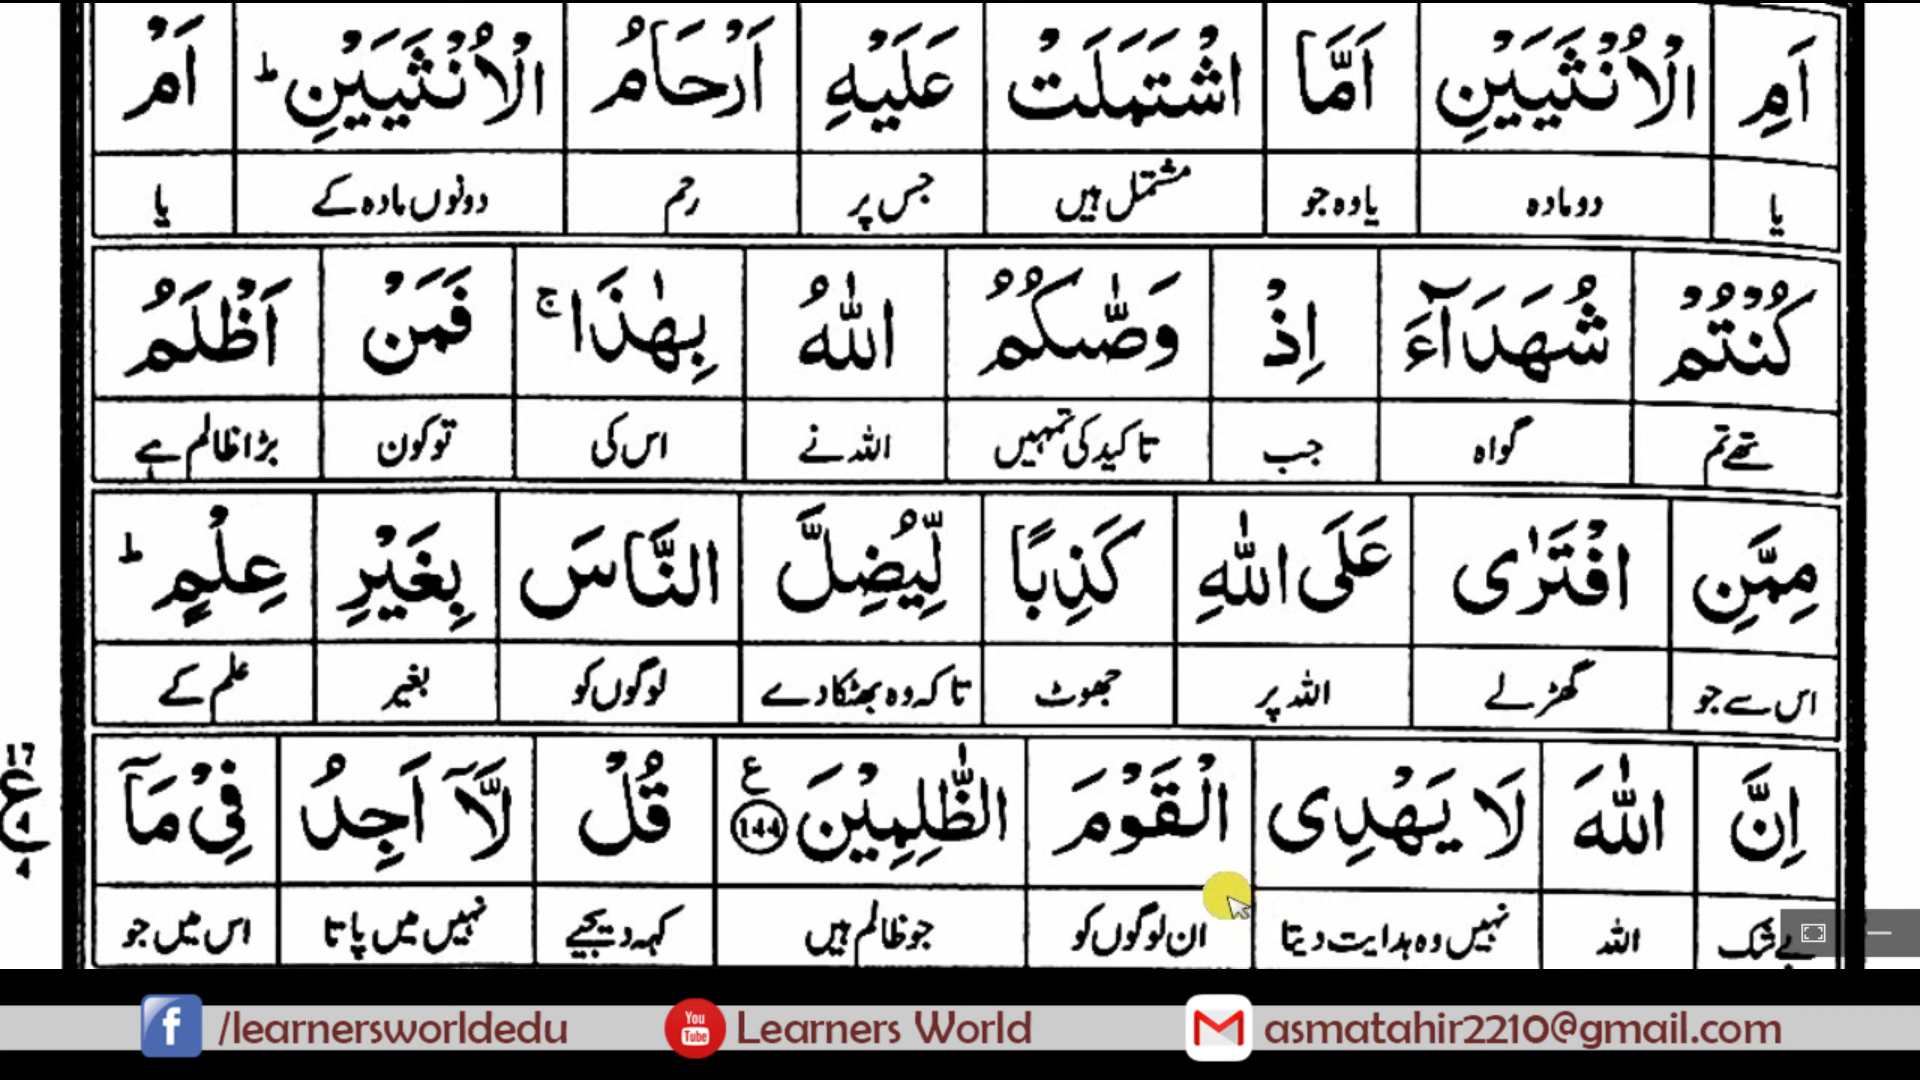 اَمِ الْاُنْثَيَيْنِ اَمَّا اشْتَمَلَتْ عَلَيْهِ اَرْحَامُ الْاُنْثَيَيْنِ ؕ اَمْ
یا دو مادہ یا وہ جو مشتمل ہیں جس پر رحم دونوں مادہ کے یا
كُنْتُمْ شُهَدَآءَ اِذْ وَصّٰىكُمُ اللّٰهُ بِهٰذَا ۚ فَمَنْ اَظْلَمُ
تھے تم گواہ جب تاکید کی تمہیں اللہ نے اس کی تو کون بڑا ظالم ہے
مِمَّنِ افْتَرٰى عَلَى اللّٰهِ كَذِبًا لِّيُضِلَّ النَّاسَ بِغَيْرِ عِلْمٍ ؕ
اس سے جو گھڑ لے اللہ پر جھوٹ تاکہ وہ بھٹکا دے لوگوں کو بغیر علم کے
اِنَّ اللّٰهَ لَا يَهْدِى الْقَوْمَ الظّٰلِمِيْنَ ع 144 قُلْ لَّاۤ اَجِدُ فِىْ مَاۤ
بے شک اللہ نہیں وہ ہدایت دیتا ان لوگوں کو جو ظالم ہیں کہہ دیجیے نہیں میں پاتا اس میں جو
17 ع
/learnersworldedu You Tube Learners World asmatahir2210@gmail.com